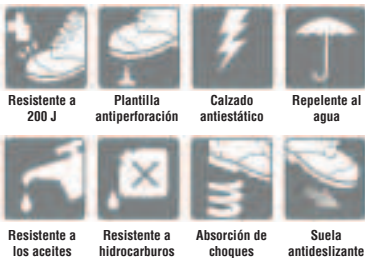 Resistente a
200 J
Plantilla
antiperforación
Calzado
antiestático
Repelente al
agua
Resistente a
los aceites
Resistente a
hidrocarburos
Absorción de
choques
Suela
antideslizante